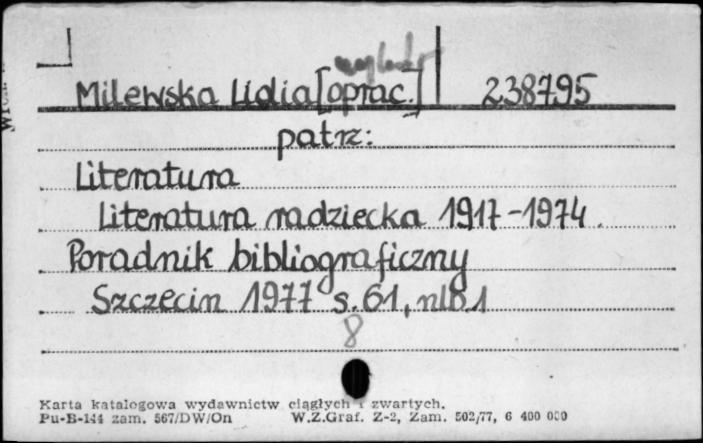 Milewska Lidia [oprac.] 238795
patrz:
Literatura
Literatura radziecka 1917-1974.
Poradnik bibliograficzny
Szczecin 1977 s. 61, nlb. 1
8
Karta katalogowa wydawnictw ciągłych i zwartych.
Pu-B-144 zam. 567/DW/On W.Z.Graf. Z-2, Zam. 502/77, 6 400 000